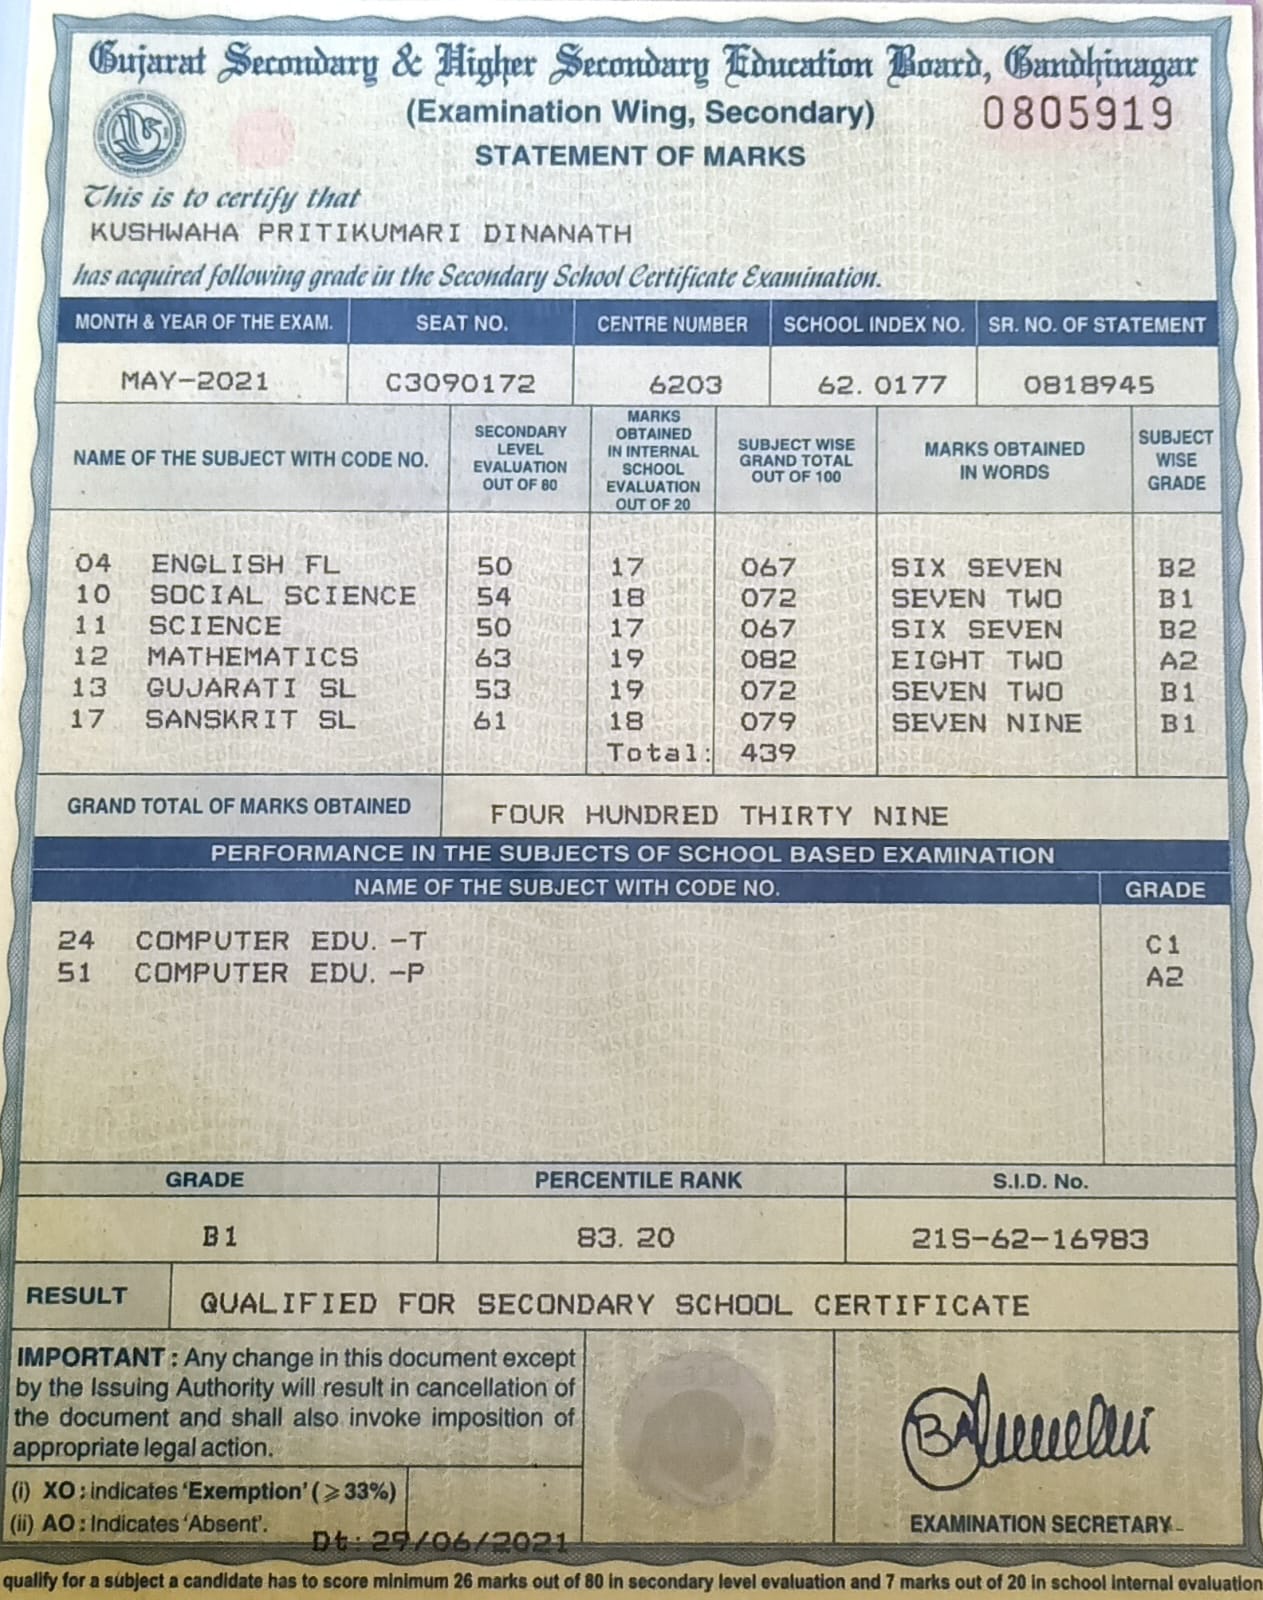 Gujarat Secondary & Higher Secondary Education Board, Gandhinagar
(Examination Wing, Secondary)
0805919
STATEMENT OF MARKS
This is to certify that
KUSHWAHA PRITIKUMARI DINANATH
has acquired following grade in the Secondary School Certificate Examination.
MONTH & YEAR OF THE EXAM. SEAT NO. CENTRE NUMBER SCHOOL INDEX NO. SR. NO. OF STATEMENT
MAY-2021 C3090172 6203 62.0177 0818945
NAME OF THE SUBJECT WITH CODE NO. SECONDARY LEVEL EVALUATION OUT OF 80 MARKS OBTAINED IN INTERNAL SCHOOL EVALUATION OUT OF 20 SUBJECT WISE GRAND TOTAL OUT OF 100 MARKS OBTAINED IN WORDS SUBJECT WISE GRADE
04 ENGLISH FL 50 17 067 SIX SEVEN B2
10 SOCIAL SCIENCE 54 18 072 SEVEN TWO B1
11 SCIENCE 50 17 067 SIX SEVEN B2
12 MATHEMATICS 63 19 082 EIGHT TWO A2
13 GUJARATI SL 53 19 072 SEVEN TWO B1
17 SANSKRIT SL 61 18 079 SEVEN NINE B1
Total: 439
GRAND TOTAL OF MARKS OBTAINED FOUR HUNDRED THIRTY NINE
PERFORMANCE IN THE SUBJECTS OF SCHOOL BASED EXAMINATION
NAME OF THE SUBJECT WITH CODE NO. GRADE
24 COMPUTER EDU. -T C1
51 COMPUTER EDU. -P A2
GRADE PERCENTILE RANK S.I.D. No.
B1 83.20 21S-62-16983
RESULT QUALIFIED FOR SECONDARY SCHOOL CERTIFICATE
IMPORTANT : Any change in this document except
by the Issuing Authority will result in cancellation of
the document and shall also invoke imposition of
appropriate legal action.
(i) XO : indicates 'Exemption' (⩾33%)
(ii) AO : Indicates 'Absent'.
Dt: 29/06/2021
EXAMINATION SECRETARY
qualify for a subject a candidate has to score minimum 26 marks out of 80 in secondary level evaluation and 7 marks out of 20 in school internal evaluation